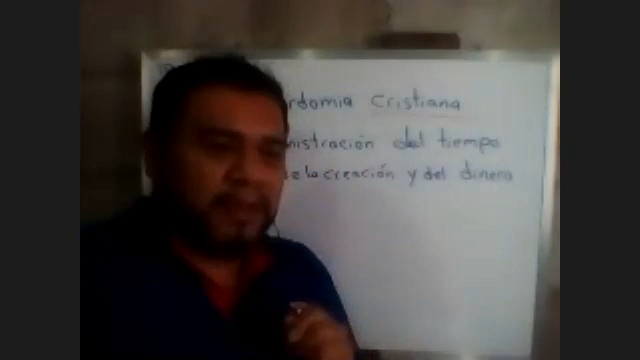 rdomia cristiana
nistración del tiempo
e la creación y del dinero